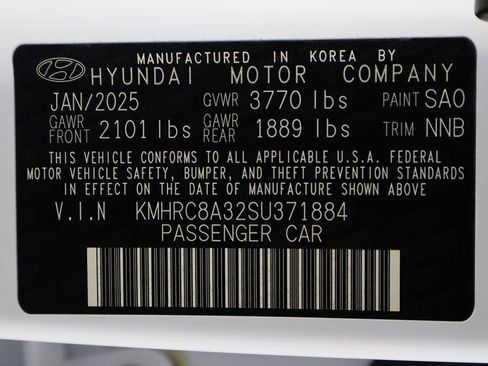 MANUFACTURED IN KOREA BY
HYUNDAI MOTOR COMPANY
JAN/2025 GVWR 3770 lbs PAINT SAO
GAWR FRONT 2101 lbs GAWR REAR 1889 lbs TRIM NNB
THIS VEHICLE CONFORMS TO ALL APPLICABLE U.S.A. FEDERAL
MOTOR VEHICLE SAFETY, BUMPER, AND THEFT PREVENTION STANDARDS
IN EFFECT ON THE DATE OF MANUFACTURE SHOWN ABOVE
V.I.N KMHRC8A32SU371884
PASSENGER CAR